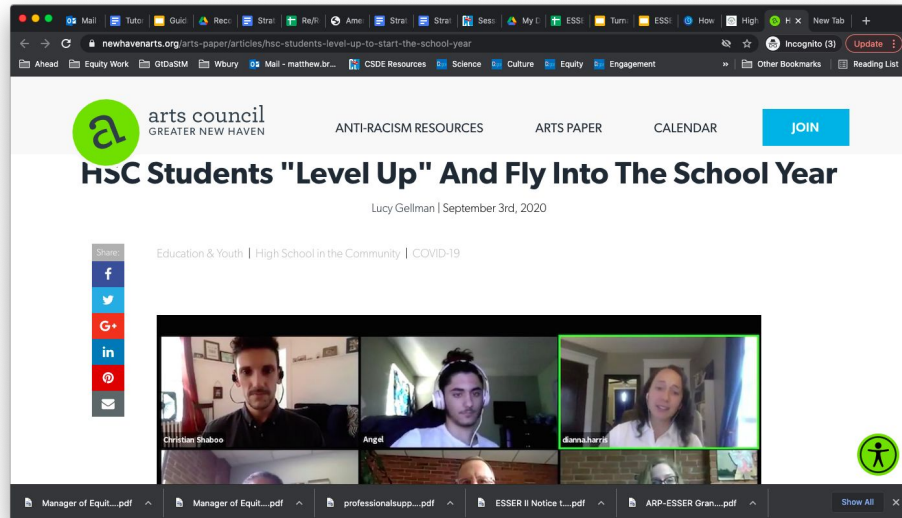 Mail
Tutor
Guid
Reco
Strat
Re/R
Amer
Strat
Strat
Sess
My D
ESSE
Turna
ESSE
How
High
H
New Tab
newhavenarts.org/arts-paper/articles/hsc-students-level-up-to-start-the-school-year
Incognito (3)
Update
Ahead
Equity Work
GtDaStM
Wbury
Mail - matthew.br...
CSDE Resources
Science
Culture
Equity
Engagement
»
Other Bookmarks
Reading List
a
arts council
GREATER NEW HAVEN
ANTI-RACISM RESOURCES
ARTS PAPER
CALENDAR
JOIN
HSC Students "Level Up" And Fly Into The School Year
Lucy Gellman | September 3rd, 2020
Share:
Education & Youth | High School in the Community | COVID-19
f
G+
in
Christian Shaboo
Angel
dianna.harris
Manager of Equit....pdf
Manager of Equit....pdf
professionalsupp....pdf
ESSER II Notice t....pdf
ARP-ESSER Gran....pdf
Show All